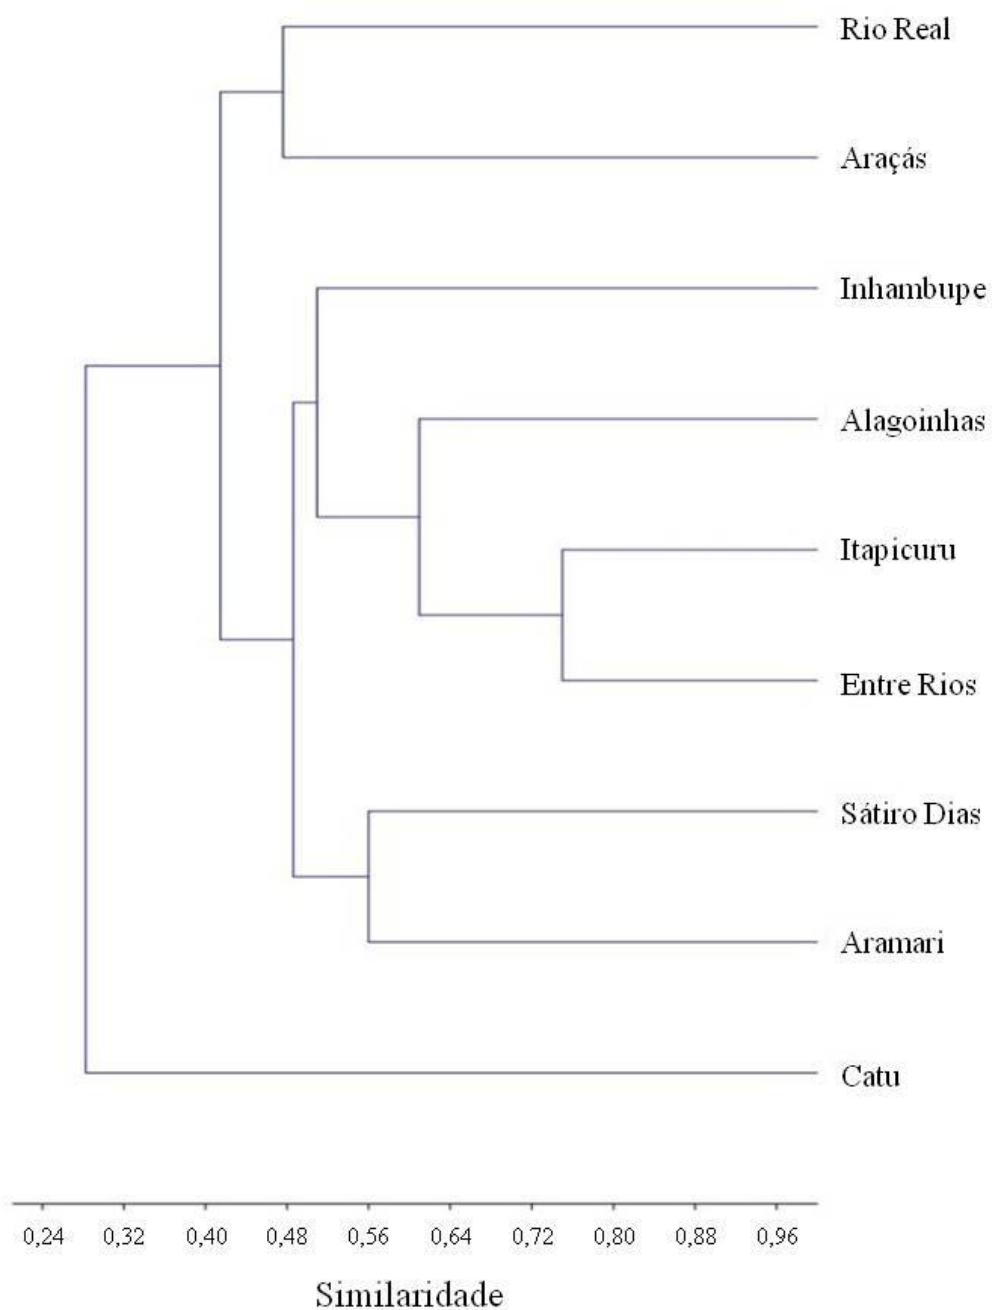 Rio Real
Araçás
Inhambupe
Alagoinhas
Itapicuru
Entre Rios
Sátiro Dias
Aramari
Catu
0,24 0,32 0,40 0,48 0,56 0,64 0,72 0,80 0,88 0,96
Similaridade